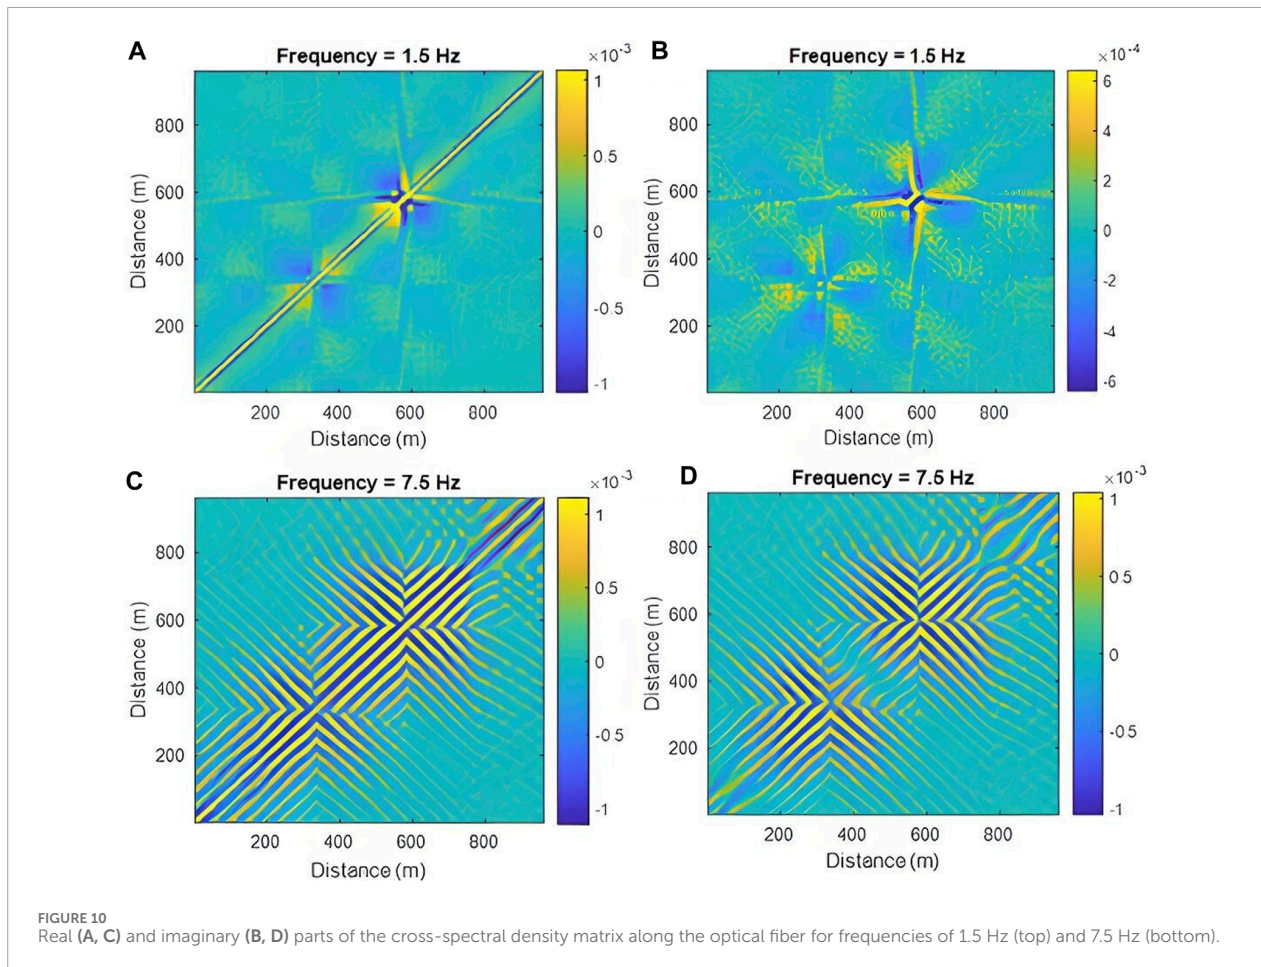 A
Frequency = 1.5 Hz
×10-3
Distance (m)
800
600
400
200
200 400 600 800
Distance (m)
1
0.5
0
-0.5
-1
B
Frequency = 1.5 Hz
×10-4
Distance (m)
800
600
400
200
200 400 600 800
Distance (m)
6
4
2
0
-2
-4
-6
C
Frequency = 7.5 Hz
×10-3
Distance (m)
800
600
400
200
200 400 600 800
Distance (m)
1
0.5
0
-0.5
-1
D
Frequency = 7.5 Hz
×10-3
Distance (m)
800
600
400
200
200 400 600 800
Distance (m)
1
0 5
0
-0.5
-1
FIGURE 10
Real (A, C) and imaginary (B, D) parts of the cross-spectral density matrix along the optical fiber for frequencies of 1.5 Hz (top) and 7.5 Hz (bottom).